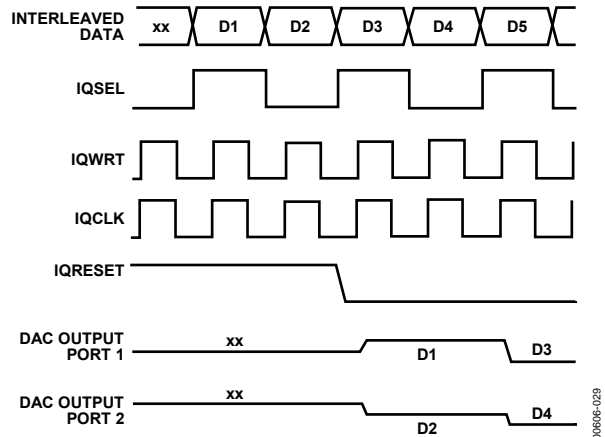 INTERLEAVED
DATA
xx D1 D2 D3 D4 D5
IQSEL
IQWRT
IQCLK
IQRESET
DAC OUTPUT
PORT 1
xx
D1
D3
DAC OUTPUT
PORT 2
xx
D2
D4
00606-029